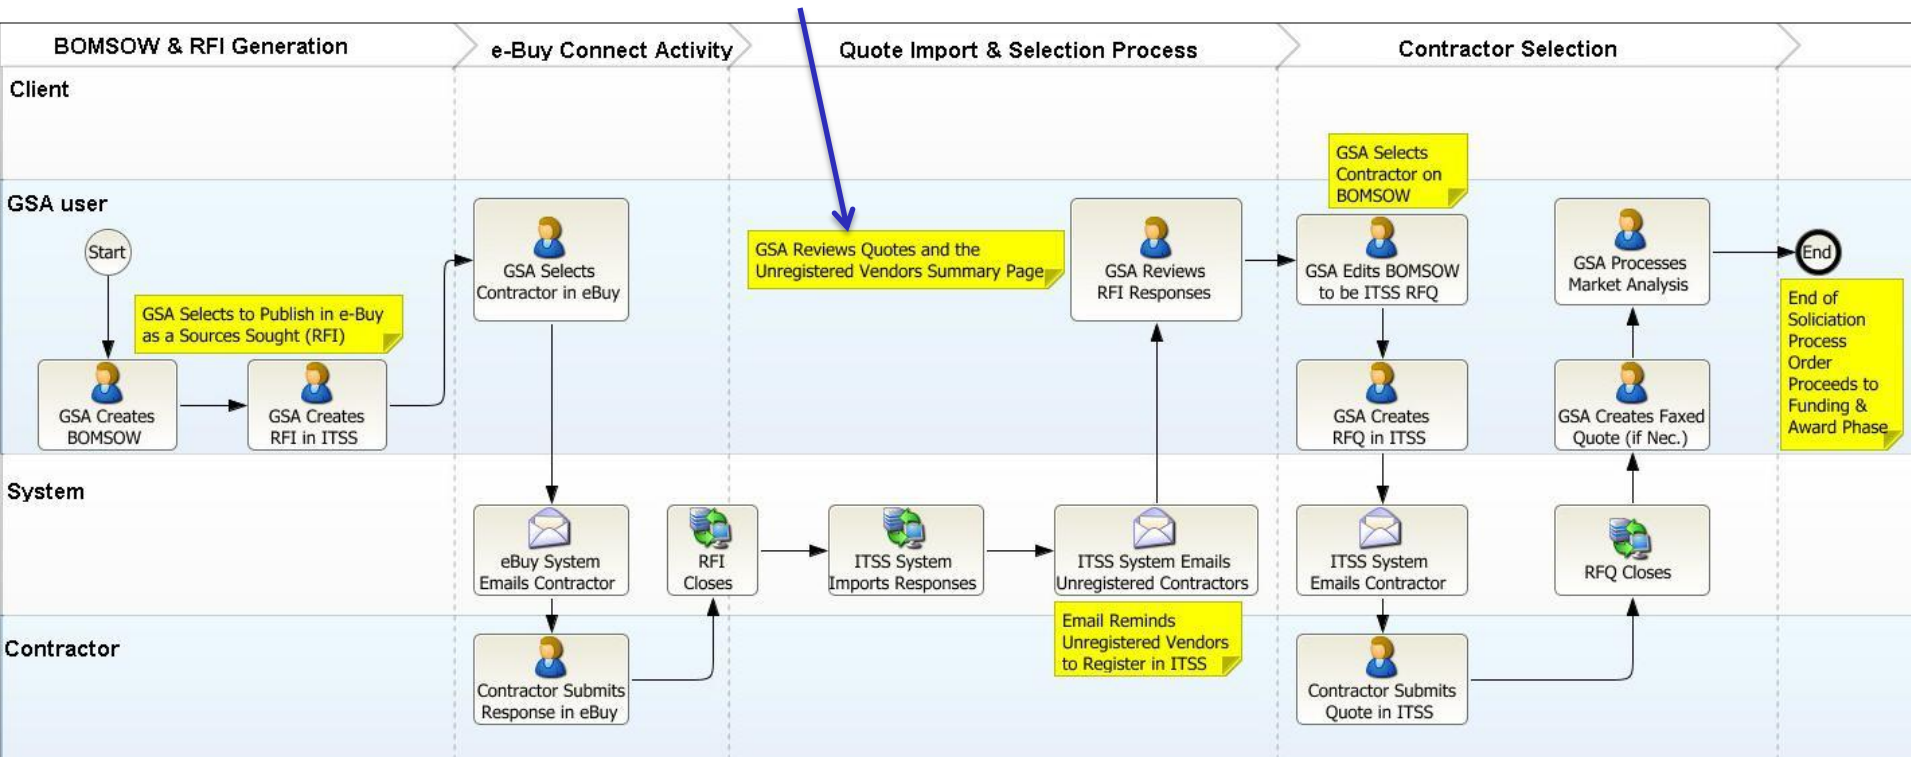 BOMSOW & RFI Generation
e-Buy Connect Activity
Quote Import & Selection Process
Contractor Selection
Client
GSA user
Start
GSA Selects to Publish in e-Buy
as a Sources Sought (RFI)
GSA Creates
BOMSOW
GSA Creates
RFI in ITSS
GSA Selects
Contractor in eBuy
GSA Reviews Quotes and the
Unregistered Vendors Summary Page
GSA Reviews
RFI Responses
GSA Selects
Contractor on
BOMSOW
GSA Edits BOMSOW
to be ITSS RFQ
GSA Creates
RFQ in ITSS
GSA Processes
Market Analysis
GSA Creates Faxed
Quote (if Nec.)
End
End of
Soliciation
Process
Order
Proceeds to
Funding &
Award Phase
System
eBuy System
Emails Contractor
RFI
Closes
ITSS System
Imports Responses
ITSS System Emails
Unregistered Contractors
Email Reminds
Unregistered Vendors
to Register in ITSS
ITSS System
Emails Contractor
RFQ Closes
Contractor
Contractor Submits
Response in eBuy
Contractor Submits
Quote in ITSS